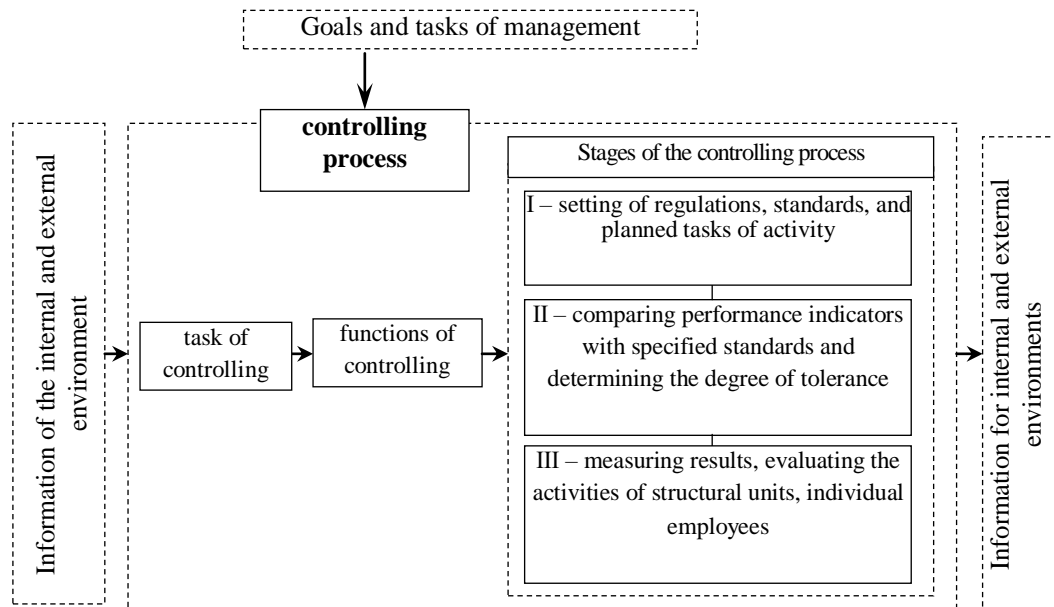 Goals and tasks of management
controlling
process
Information of the internal and external
environment
task of
controlling
functions of
controlling
Stages of the controlling process
I – setting of regulations, standards, and
planned tasks of activity
II – comparing performance indicators
with specified standards and
determining the degree of tolerance
III – measuring results, evaluating the
activities of structural units, individual
employees
Information for internal and external
environments